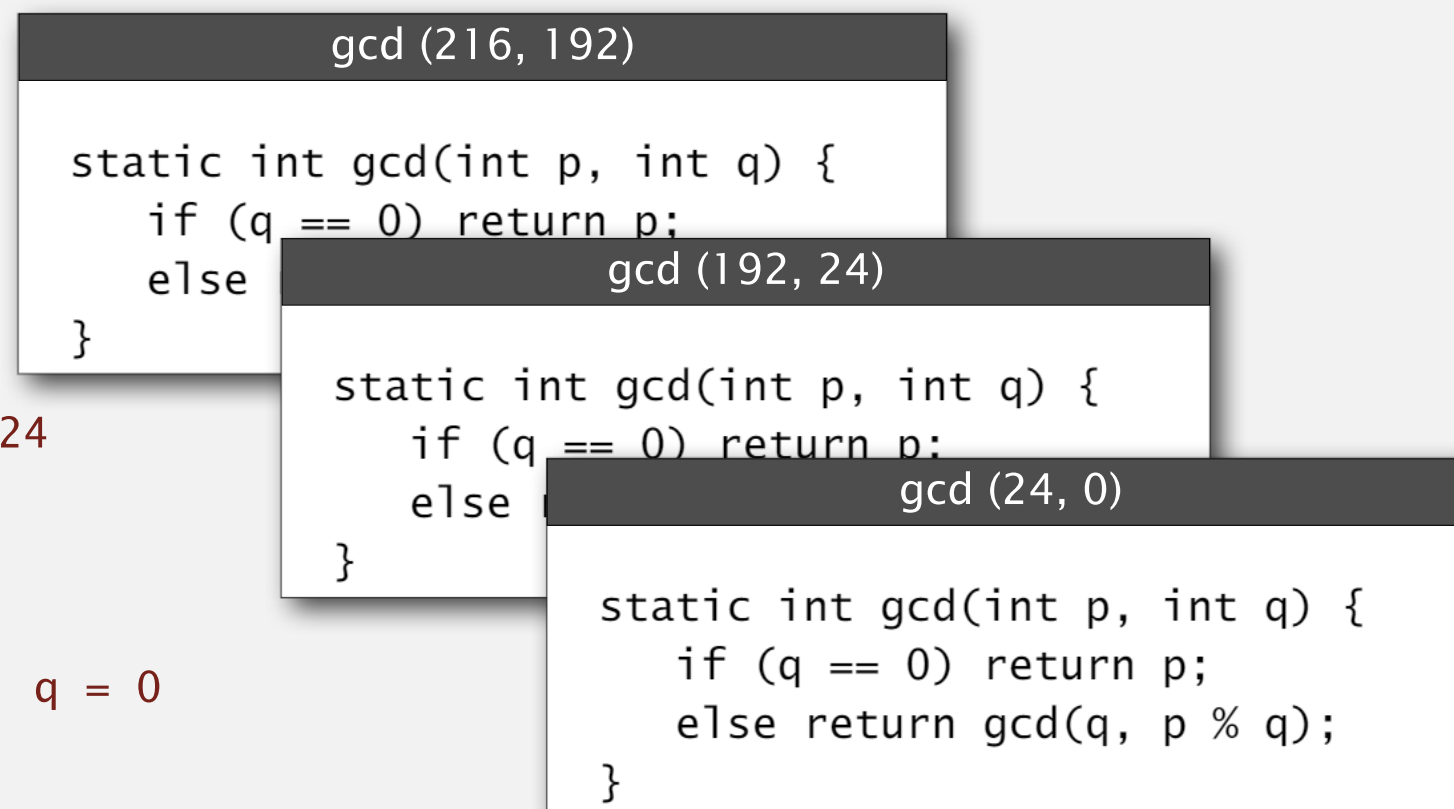 gcd (216, 192)
static int gcd(int p, int q) {
if (q == 0) return p;
else
}
gcd (192, 24)
static int gcd(int p, int q) {
if (q == 0) return p;
else
}
24
gcd (24, 0)
static int gcd(int p, int q) {
if (q == 0) return p;
else return gcd(q, p % q);
}
q = 0